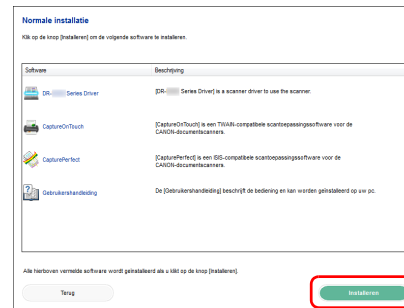 Normale installatie
Klik op de knop [Installeren] om de volgende software te installeren.
Software Beschrijving
DR- Series Driver [DR- Series Driver] is a scanner driver to use the scanner.
CaptureOnTouch [CaptureOnTouch] is een TWAIN-compatibele scantoepassingssoftware voor de
CANON-documentscanners.
CapturePerfect [CapturePerfect] is een ISIS-compatibele scantoepassingssoftware voor de
CANON-documentscanners.
Gebruikershandleiding De [Gebruikershandleiding] beschrijft de bediening en kan worden geïnstalleerd op uw pc.
Alle hierboven vermelde software wordt geïnstalleerd als u klikt op de knop [Installeren].
Terug Installeren